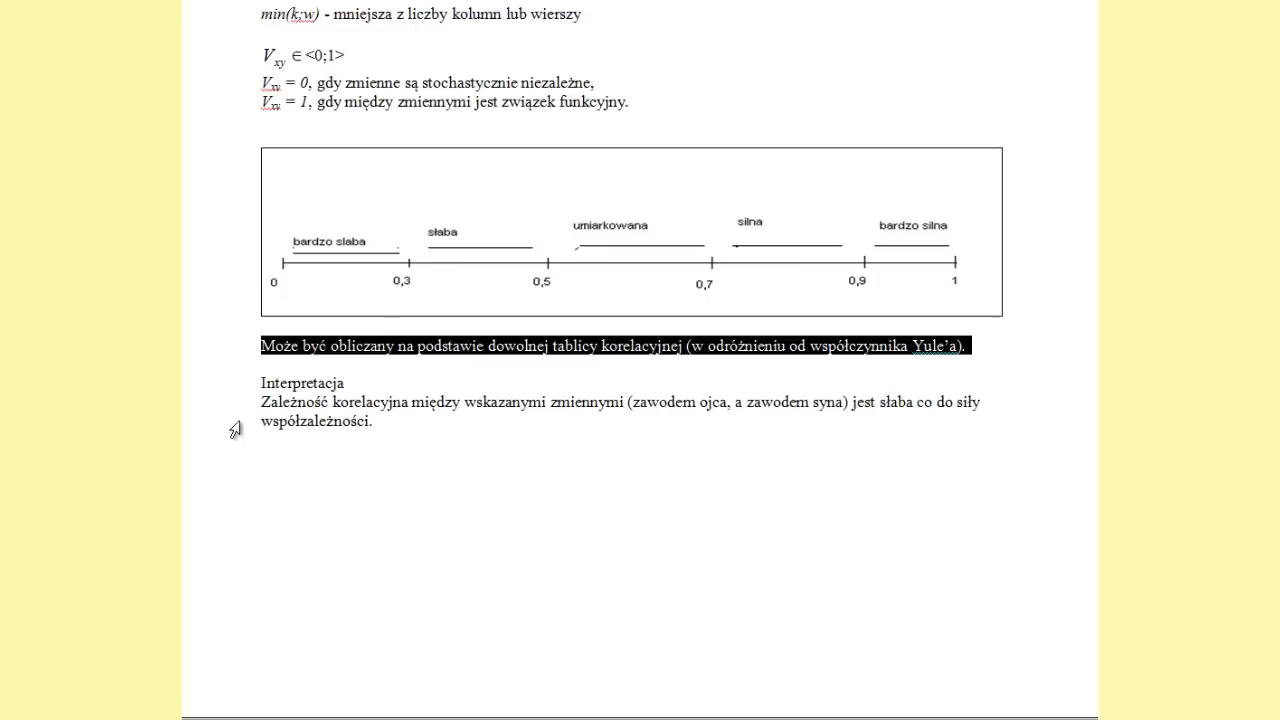 min(k;w) - mniejsza z liczby kolumn lub wierszy
Vxy ∈ <0;1>
Vxy = 0, gdy zmienne są stochastycznie niezależne,
Vxy = 1, gdy między zmiennymi jest związek funkcyjny.
bardzo slaba słaba umiarkowana silna bardzo silna
0 0,3 0,5 0,7 0,9 1
Może być obliczany na podstawie dowolnej tablicy korelacyjnej (w odróżnieniu od współczynnika Yule’a).
Interpretacja
Zależność korelacyjna między wskazanymi zmiennymi (zawodem ojca, a zawodem syna) jest słaba co do siły
współzależności.